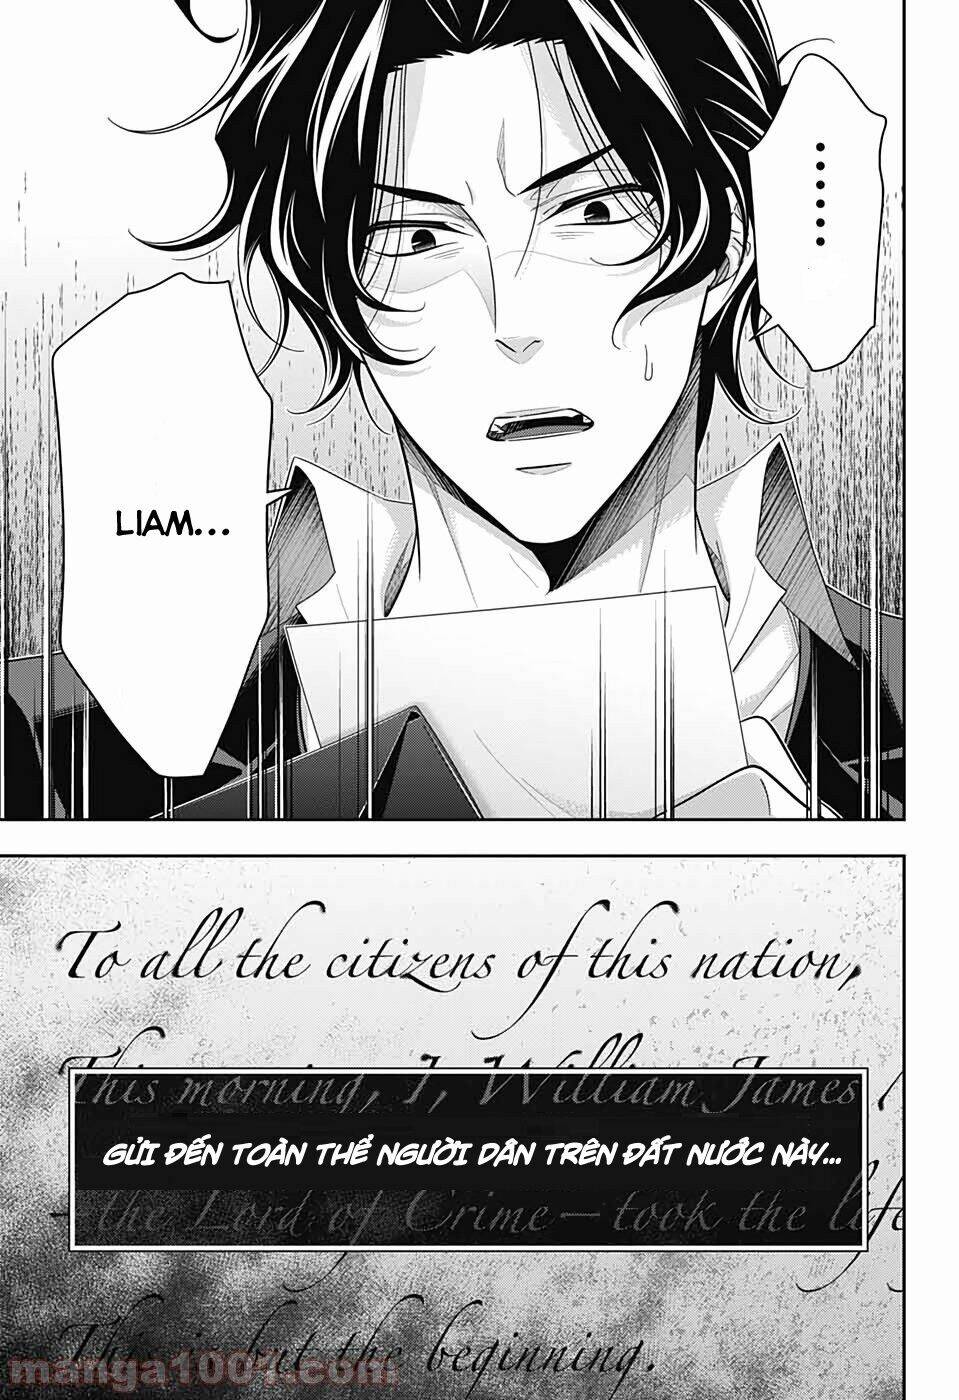 ......
LIAM...
To all the citizens of this nation,
This morning, I, William James
GỬI ĐẾN TOÀN THỂ NGƯỜI DÂN TRÊN ĐẤT NƯỚC NÀY...
– the Lord of Crime – took the life
This is but the beginning.
manga1001.com